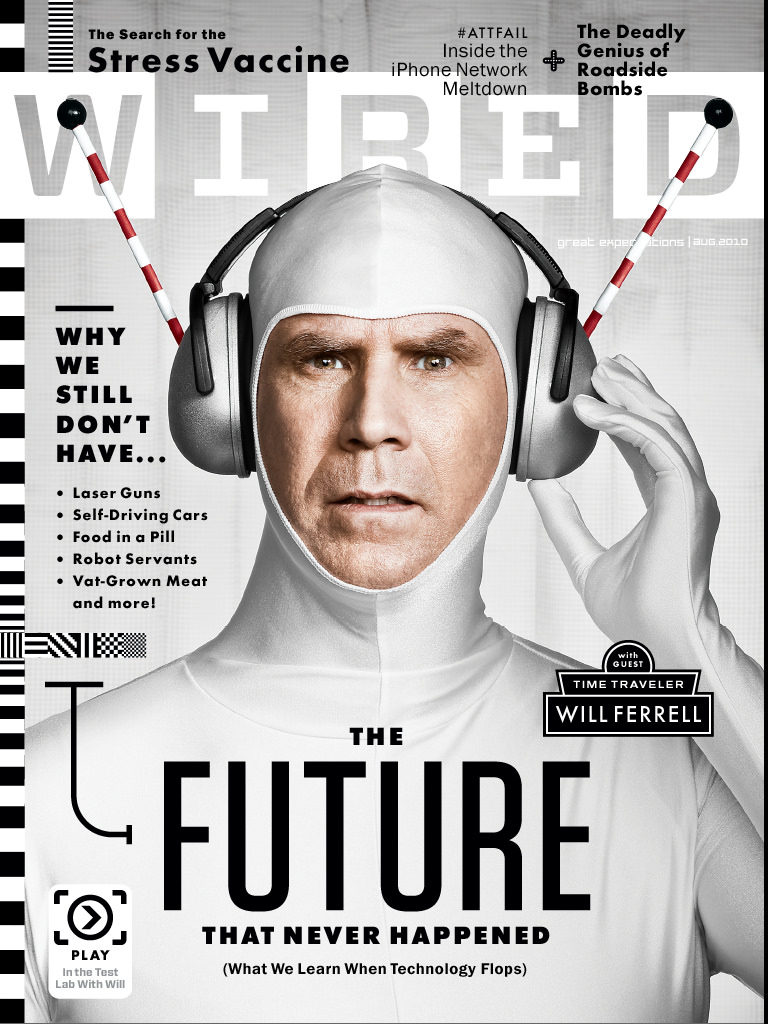 The Search for the
Stress Vaccine
#ATTFAIL
Inside the
iPhone Network
Meltdown
+
The Deadly
Genius of
Roadside
Bombs
WIRED
great expectations | AUG.2010
WHY
WE
STILL
DON'T
HAVE...
• Laser Guns
• Self-Driving Cars
• Food in a Pill
• Robot Servants
• Vat-Grown Meat
and more!
with
GUEST
TIME TRAVELER
WILL FERRELL
THE
FUTURE
THAT NEVER HAPPENED
(What We Learn When Technology Flops)
PLAY
In the Test
Lab With Will